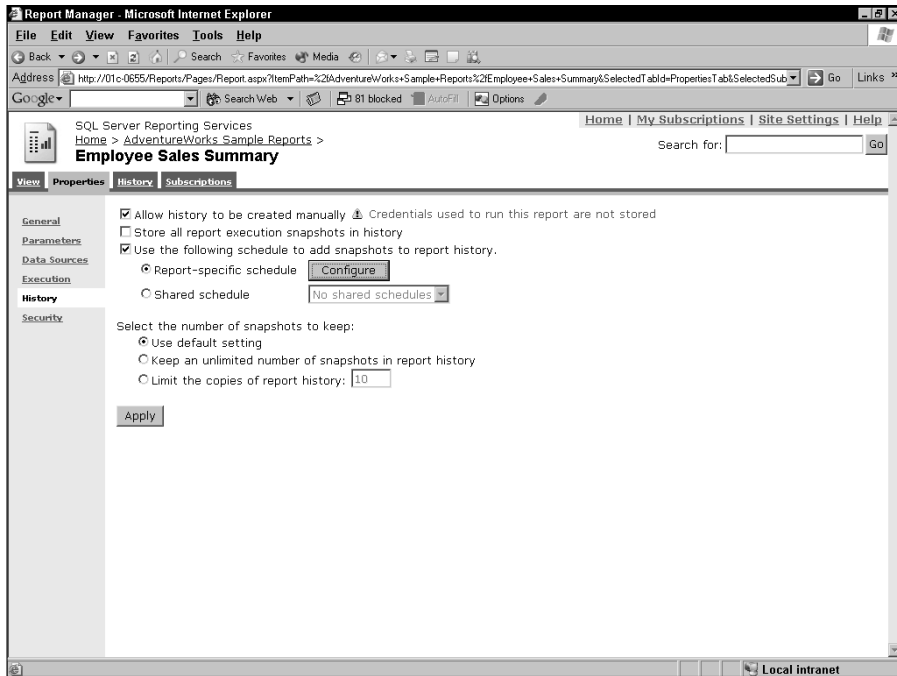 Report Manager - Microsoft Internet Explorer
File Edit View Favorites Tools Help
Back Search Favorites Media
Address http://01c-0655/Reports/Pages/Report.aspx?ItemPath=%2fAdventureWorks+Sample+Reports%2fEmployee+Sales+Summary&SelectedTabId=PropertiesTab&SelectedSub Go Links »
Google Search Web 81 blocked AutoFill Options
Home | My Subscriptions | Site Settings | Help
SQL Server Reporting Services
Home > AdventureWorks Sample Reports >
Employee Sales Summary
Search for: Go
View Properties History Subscriptions
General
Parameters
Data Sources
Execution
History
Security
Allow history to be created manually Credentials used to run this report are not stored
Store all report execution snapshots in history
Use the following schedule to add snapshots to report history.
Report-specific schedule Configure
Shared schedule No shared schedules
Select the number of snapshots to keep:
Use default setting
Keep an unlimited number of snapshots in report history
Limit the copies of report history: 10
Apply
Local intranet